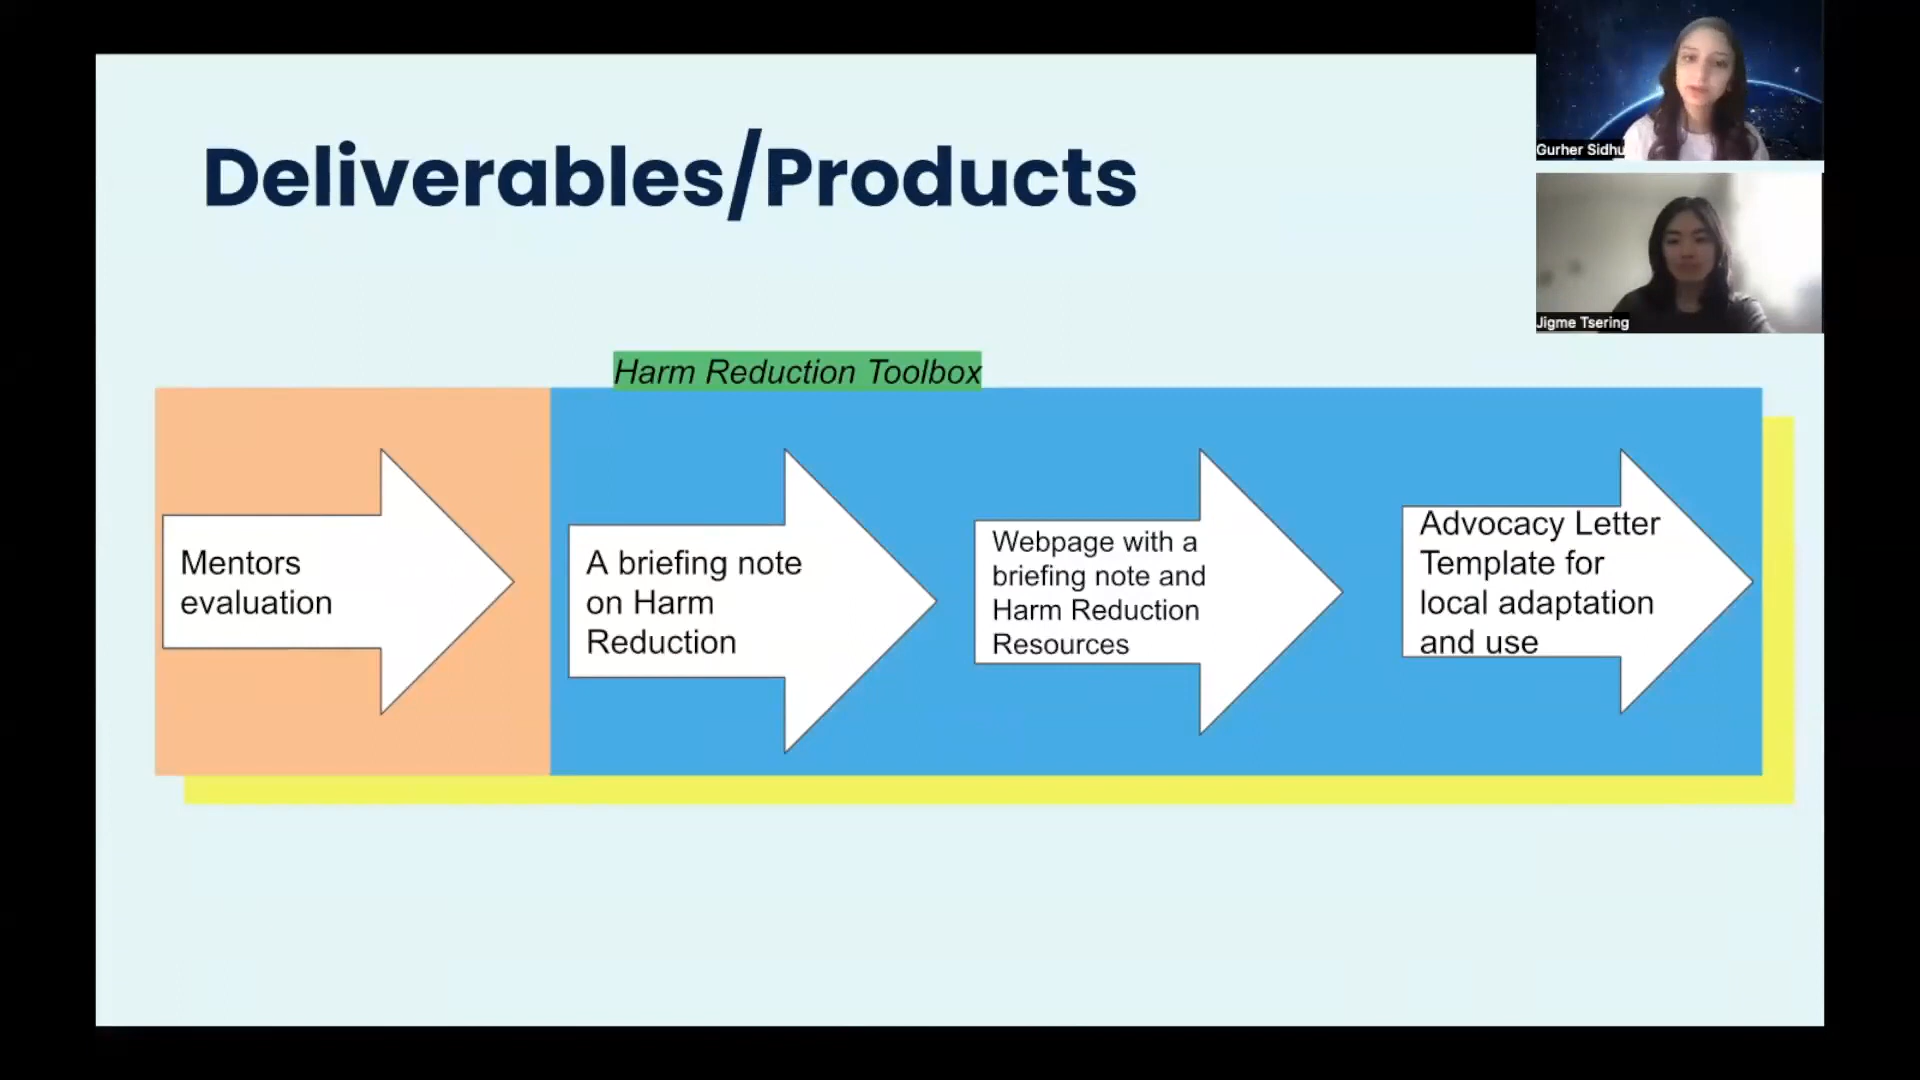 Deliverables/Products
Gurher Sidhu
Jigme Tsering
Harm Reduction Toolbox
Mentors
evaluation
A briefing note
on Harm
Reduction
Webpage with a
briefing note and
Harm Reduction
Resources
Advocacy Letter
Template for
local adaptation
and use